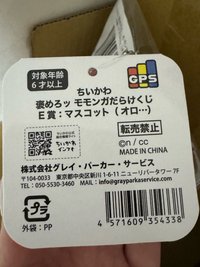 対象年齢
6才以上
GPS
ちいかわ
褒めろッ モモンガだらけくじ
E賞：マスコット（オロ…）
ちいかわ
インフォ
転売禁止
©n / cc
MADE IN CHINA
株式会社グレイ・パーカー・サービス
〒104-0033 東京都中央区新川 1-6-11 ニューリバータワー 7F
TEL：050-5530-3460 info@grayparkaservice.com
プラ
外袋：PP
4 571609 354338